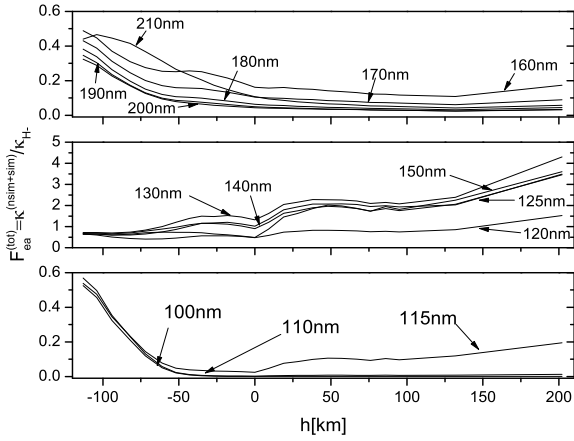 0.6
0.4
0.2
0.0
210nm
180nm
170nm
160nm
190nm
200nm
5
4
3
2
1
0
130nm
140nm
150nm
125nm
120nm
F_ea^(tot)=κ^(nsim+sim)/κ_H-
0.6
0.4
0.2
0.0
100nm
110nm
115nm
-100 -50 0 50 100 150 200
h[km]